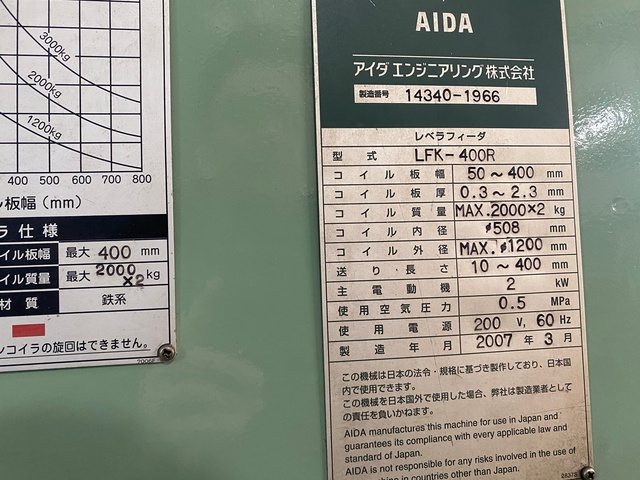 3000kg
2000kg
1200kg
400 500 600 700 800
板幅(mm)
仕様
イル板幅 最大 400 mm
イル質量 最大 2000×2 kg
材質 鉄系
ンコイラの旋回はできません。
AIDA
アイダエンジニアリング株式会社
製造番号 14340-1966
レベラフィーダ
型式 LFK-400R
コイル板幅 50~400 mm
コイル板厚 0.3~2.3 mm
コイル質量 MAX.2000×2 kg
コイル内径 φ508 mm
コイル外径 MAX.φ1200 mm
送り長さ 10~400 mm
主電動機 2 kW
使用空気圧力 0.5 MPa
使用電源 200 V, 60 Hz
製造年月 2007年 3月
この機械は日本の法令・規格に基づき製作しており、日本国
内で使用できます。
この機械を日本国外で使用した場合、弊社は製造業者として
の責任を負いかねます。
AIDA manufactures this machine for use in Japan and
guarantees its compliance with every applicable law and
standard of Japan.
AIDA is not responsible for any risks involved in the use of
machine in countries other than Japan.